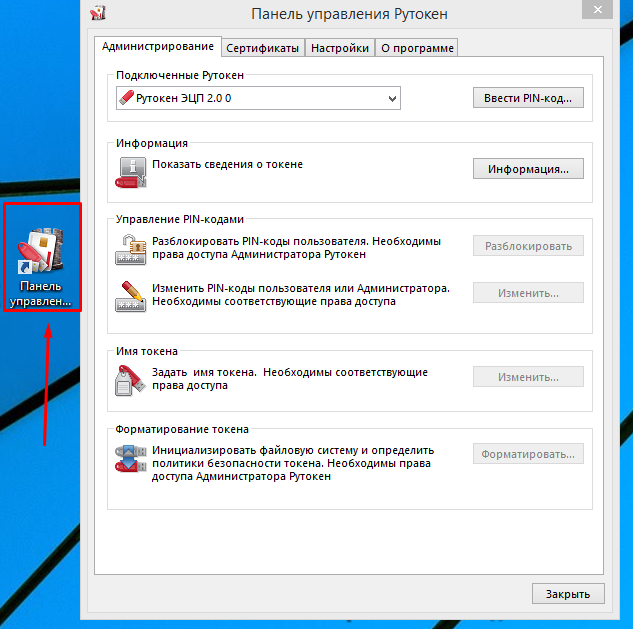 Панель управления Рутокен
Администрирование
Сертификаты
Настройки
О программе
Подключенные Рутокен
Рутокен ЭЦП 2.0 0
Ввести PIN-код...
Информация
Показать сведения о токене
Информация...
Управление PIN-кодами
Разблокировать PIN-коды пользователя. Необходимы
права доступа Администратора Рутокен
Разблокировать
Изменить PIN-коды пользователя или Администратора.
Необходимы соответствующие права доступа
Изменить...
Имя токена
Задать имя токена. Необходимы соответствующие
права доступа
Изменить...
Форматирование токена
Инициализировать файловую систему и определить
политики безопасности токена. Необходимы права
доступа Администратора Рутокен
Форматировать...
Закрыть
Панель
управлен...